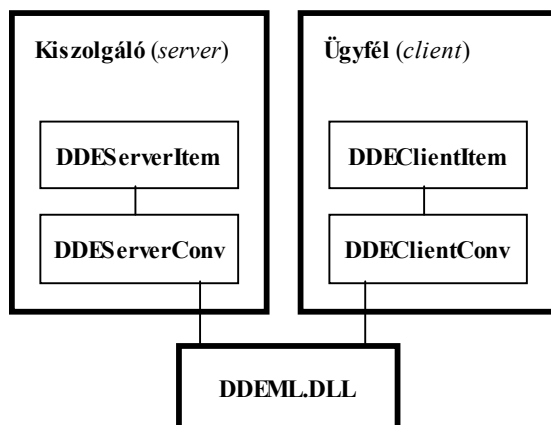 Kiszolgáló (server)
DDEServerItem
DDEServerConv
Ügyfél (client)
DDEClientItem
DDEClientConv
DDEML.DLL